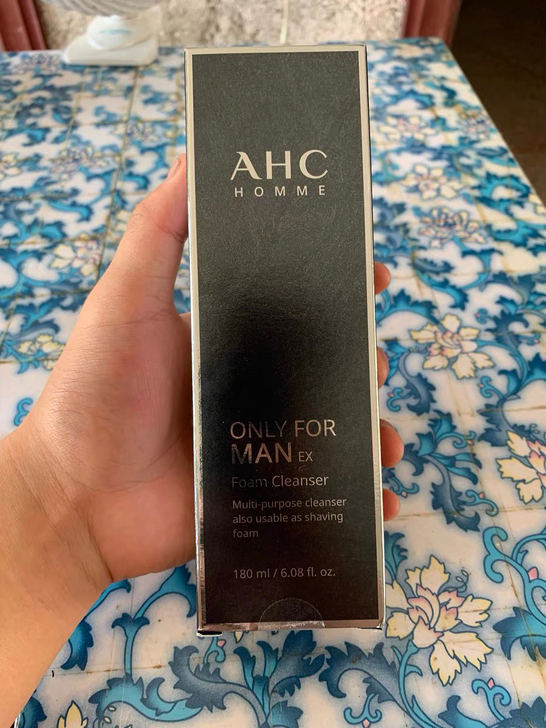 AHC
HOMME
ONLY FOR
MAN EX
Foam Cleanser
Multi-purpose cleanser
also usable as shaving
foam
180 ml / 6.08 fl. oz.